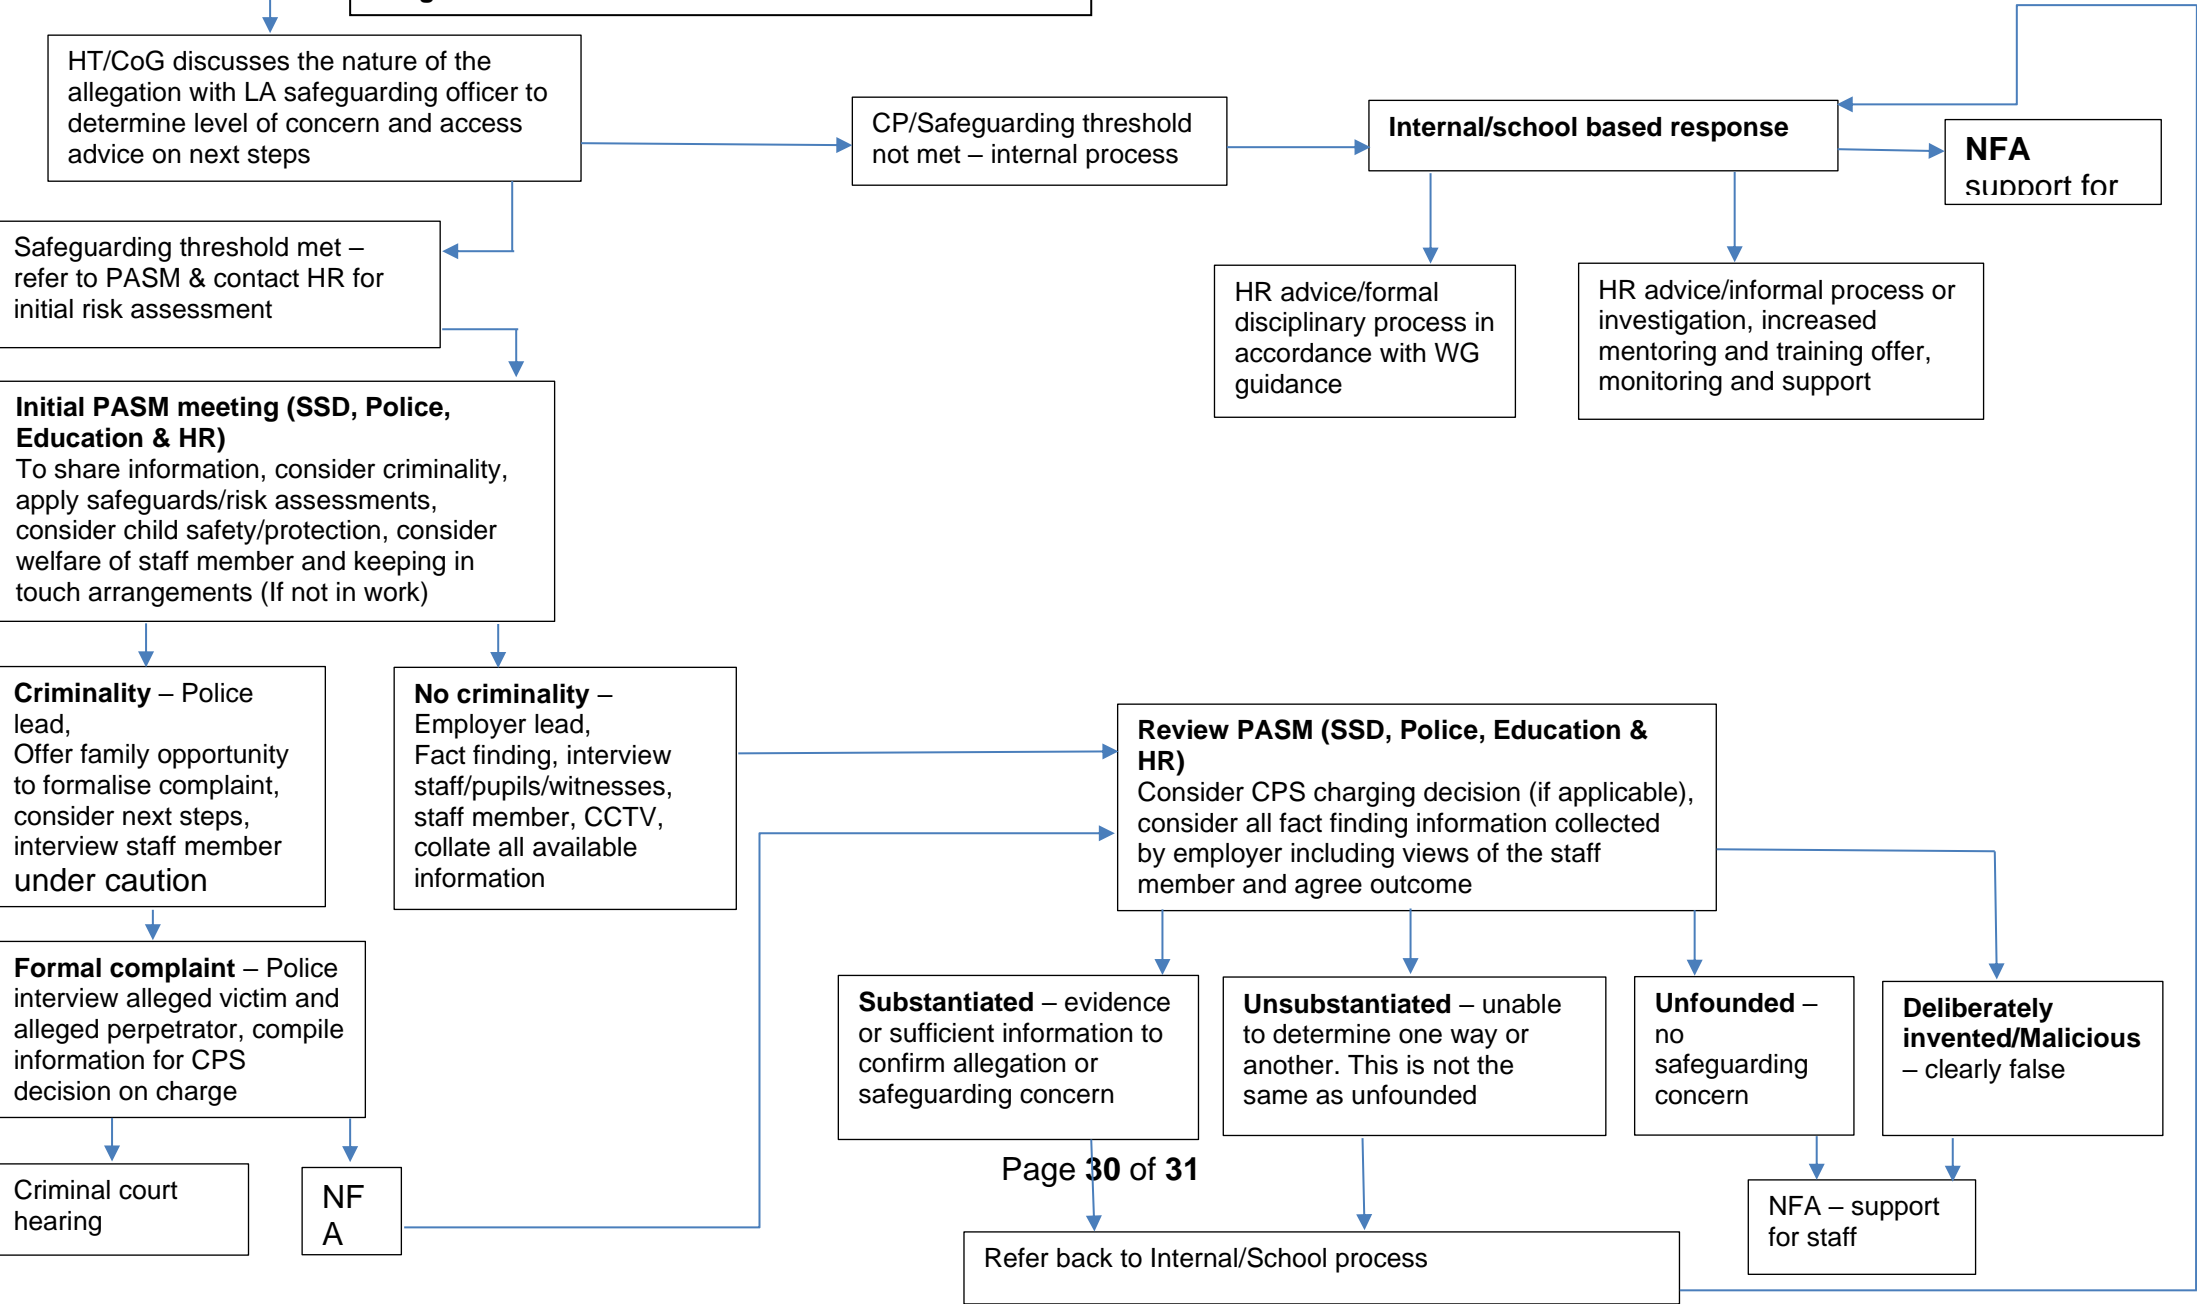 HT/CoG discusses the nature of the
allegation with LA safeguarding officer to
determine level of concern and access
advice on next steps
CP/Safeguarding threshold
not met – internal process
Internal/school based response
NFA
support for
Safeguarding threshold met –
refer to PASM & contact HR for
initial risk assessment
HR advice/formal
disciplinary process in
accordance with WG
guidance
HR advice/informal process or
investigation, increased
mentoring and training offer,
monitoring and support
Initial PASM meeting (SSD, Police,
Education & HR)
To share information, consider criminality,
apply safeguards/risk assessments,
consider child safety/protection, consider
welfare of staff member and keeping in
touch arrangements (If not in work)
Criminality – Police
lead,
Offer family opportunity
to formalise complaint,
consider next steps,
interview staff member
under caution
No criminality –
Employer lead,
Fact finding, interview
staff/pupils/witnesses,
staff member, CCTV,
collate all available
information
Review PASM (SSD, Police, Education &
HR)
Consider CPS charging decision (if applicable),
consider all fact finding information collected
by employer including views of the staff
member and agree outcome
Formal complaint – Police
interview alleged victim and
alleged perpetrator, compile
information for CPS
decision on charge
Substantiated – evidence
or sufficient information to
confirm allegation or
safeguarding concern
Unsubstantiated – unable
to determine one way or
another. This is not the
same as unfounded
Unfounded –
no
safeguarding
concern
Deliberately
invented/Malicious
– clearly false
Criminal court
hearing
NF
A
Page 30 of 31
NFA – support
for staff
Refer back to Internal/School process